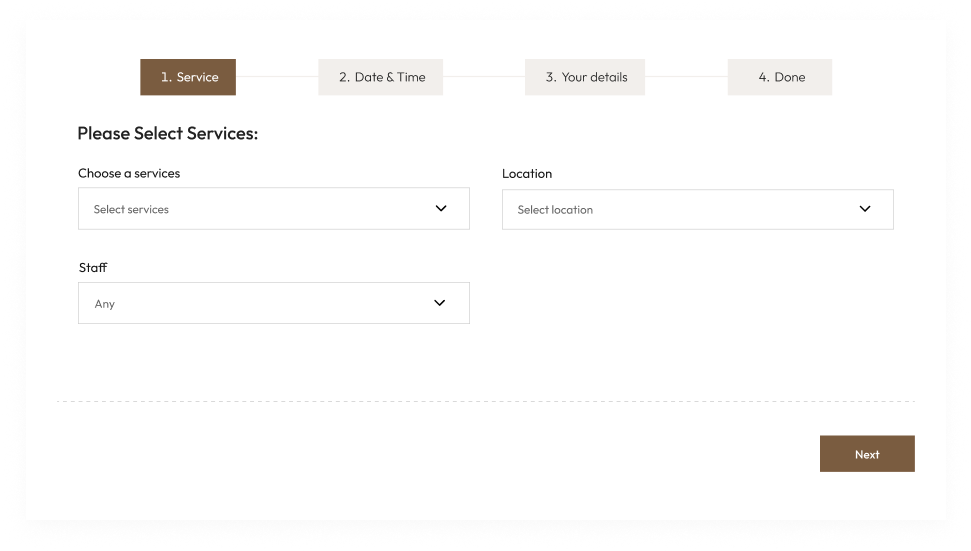 1. Service
2. Date & Time
3. Your details
4. Done
Please Select Services:
Choose a services
Location
Select services
Select location
Staff
Any
Next